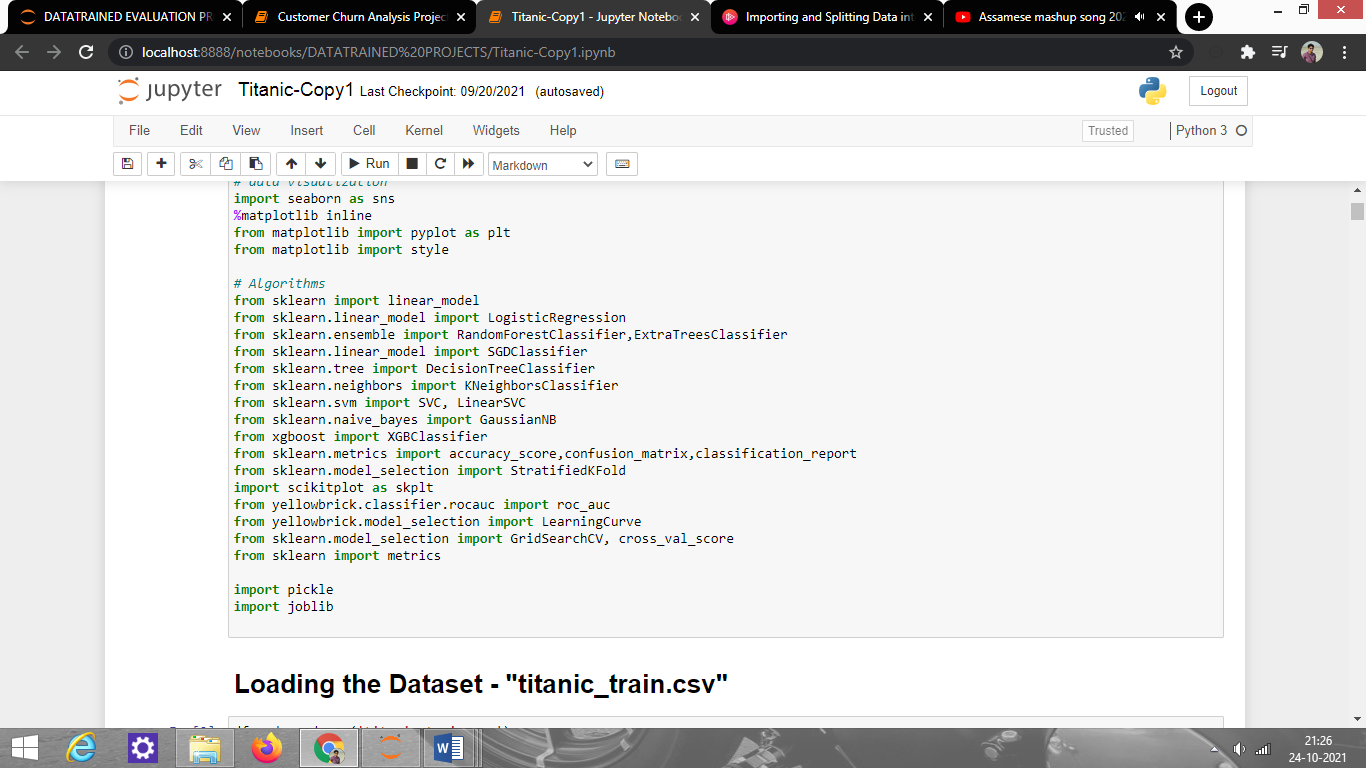 DATATRAINED EVALUATION PR
Customer Churn Analysis Projec
Titanic-Copy1 - Jupyter Notebo
Importing and Splitting Data int
Assamese mashup song 202
localhost:8888/notebooks/DATATRAINED%20PROJECTS/Titanic-Copy1.ipynb
jupyter Titanic-Copy1 Last Checkpoint: 09/20/2021 (autosaved)
Logout
File Edit View Insert Cell Kernel Widgets Help
Trusted
Python 3
Run
Markdown
# data visualization
import seaborn as sns
%matplotlib inline
from matplotlib import pyplot as plt
from matplotlib import style
# Algorithms
from sklearn import linear_model
from sklearn.linear_model import LogisticRegression
from sklearn.ensemble import RandomForestClassifier,ExtraTreesClassifier
from sklearn.linear_model import SGDClassifier
from sklearn.tree import DecisionTreeClassifier
from sklearn.neighbors import KNeighborsClassifier
from sklearn.svm import SVC, LinearSVC
from sklearn.naive_bayes import GaussianNB
from xgboost import XGBClassifier
from sklearn.metrics import accuracy_score,confusion_matrix,classification_report
from sklearn.model_selection import StratifiedKFold
import scikitplot as skplt
from yellowbrick.classifier.rocauc import roc_auc
from yellowbrick.model_selection import LearningCurve
from sklearn.model_selection import GridSearchCV, cross_val_score
from sklearn import metrics
import pickle
import joblib
Loading the Dataset - "titanic_train.csv"
21:26
24-10-2021